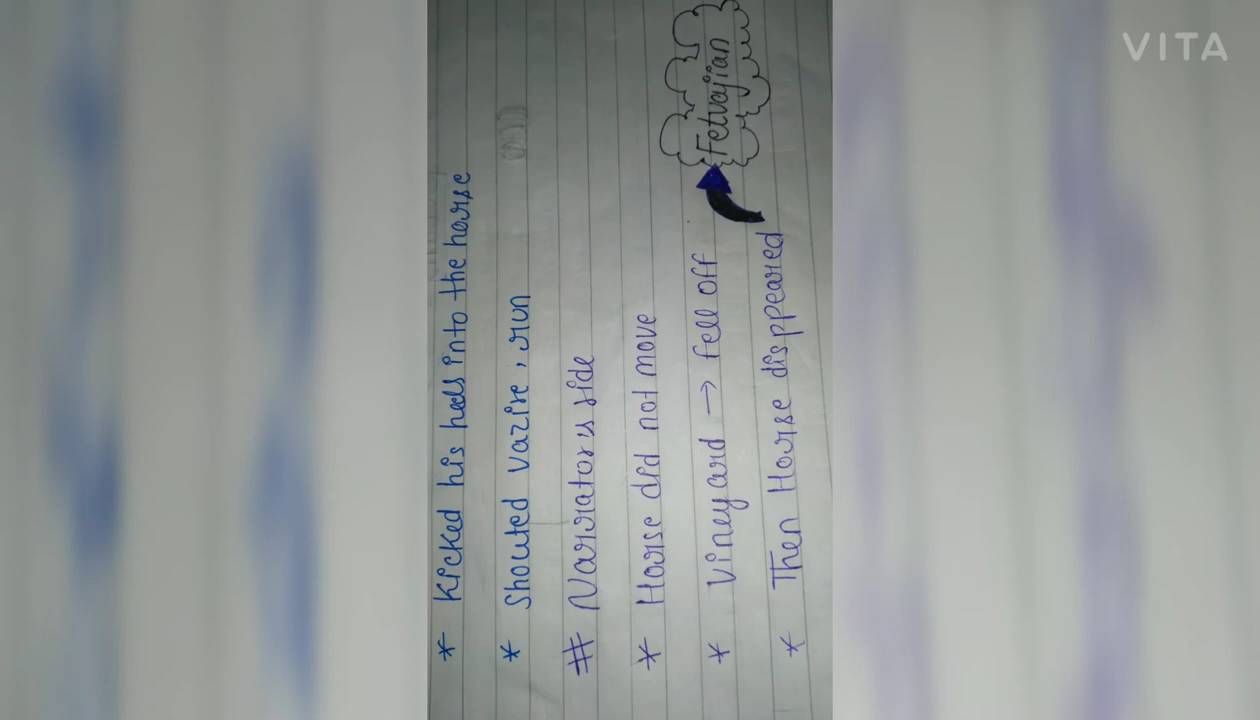 * Kicked his heels into the horse
* Shouted vazire, run
# Narrator's side
* Horse did not move
* Vineyard → fell off
* Then Horse disppeared
Fetvajian
VITA